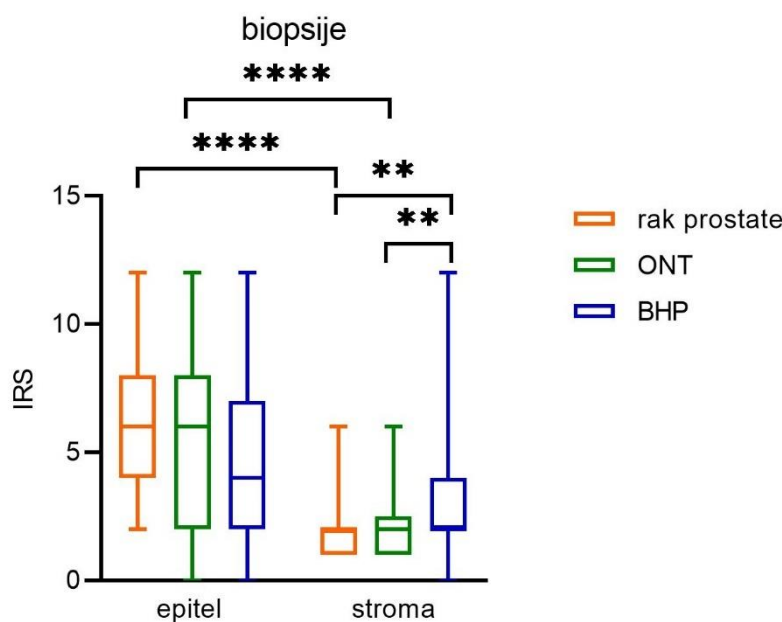 biopsije
****
****
**
**
15
10
5
0
IRS
epitel
stroma
rak prostate
ONT
BHP